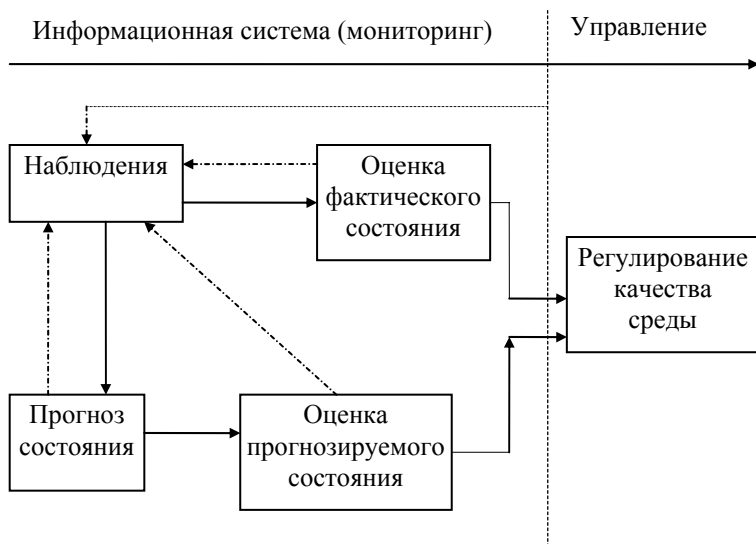 Информационная система (мониторинг)
Управление
Наблюдения
Оценка
фактического
состояния
Регулирование
качества
среды
Прогноз
состояния
Оценка
прогнозируемого
состояния